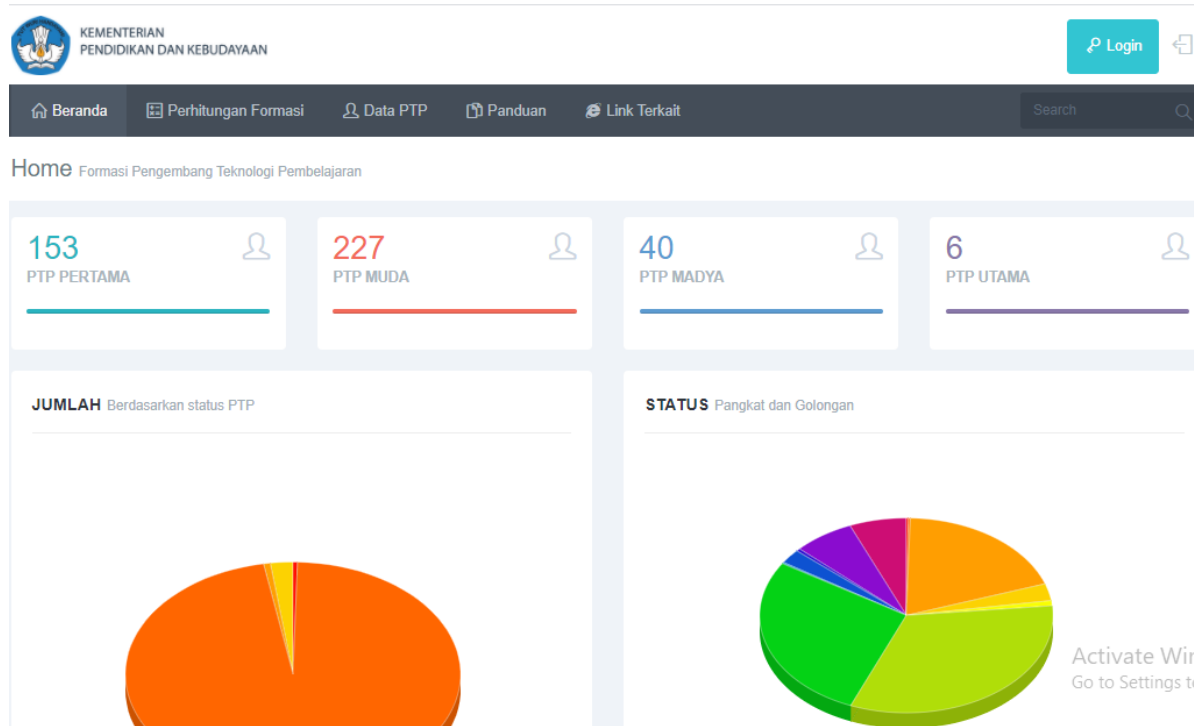 KEMENTERIAN
PENDIDIKAN DAN KEBUDAYAAN
Login
Beranda
Perhitungan Formasi
Data PTP
Panduan
Link Terkait
Search
Home Formasi Pengembang Teknologi Pembelajaran
153
PTP PERTAMA
227
PTP MUDA
40
PTP MADYA
6
PTP UTAMA
JUMLAH Berdasarkan status PTP
STATUS Pangkat dan Golongan
Activate Wi
Go to Settings t